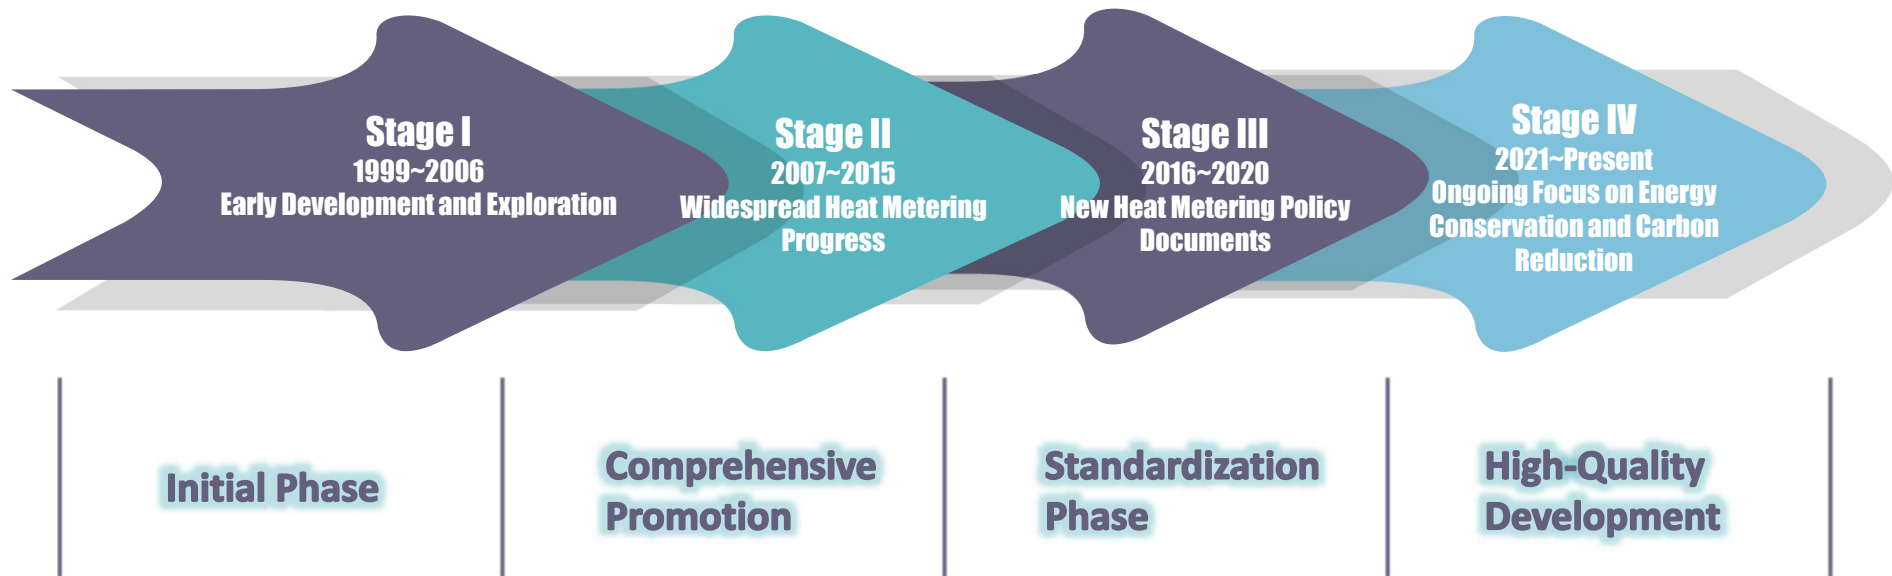 Stage I
1999~2006
Early Development and Exploration
Stage II
2007~2015
Widespread Heat Metering
Progress
Stage III
2016~2020
New Heat Metering Policy
Documents
Stage IV
2021~Present
Ongoing Focus on Energy
Conservation and Carbon
Reduction
Initial Phase
Comprehensive
Promotion
Standardization
Phase
High-Quality
Development